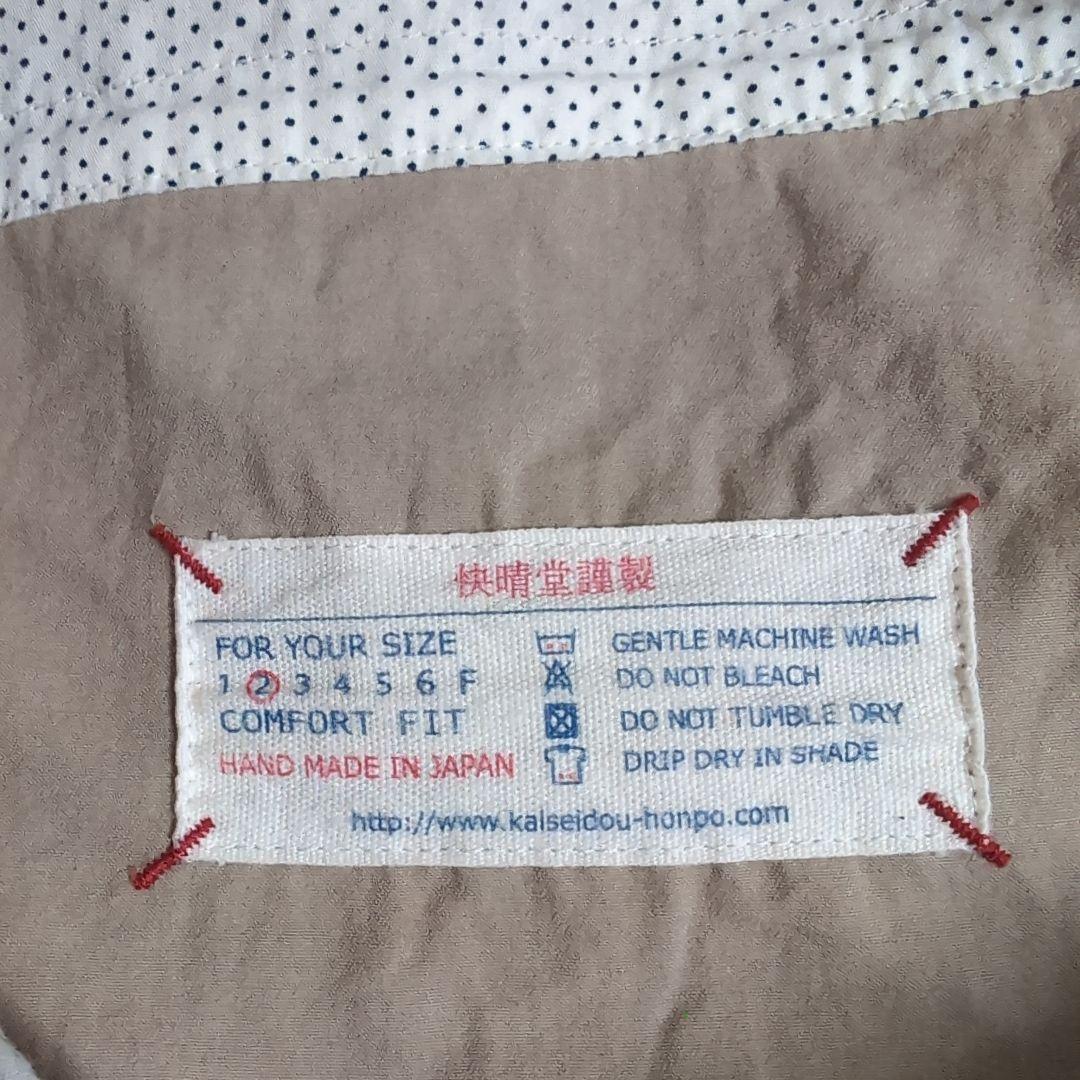 快晴堂謹製
FOR YOUR SIZE
1 2 3 4 5 6 F
COMFORT FIT
HAND MADE IN JAPAN
GENTLE MACHINE WASH
DO NOT BLEACH
DO NOT TUMBLE DRY
DRIP DRY IN SHADE
http://www.kaiseidou-honpo.com